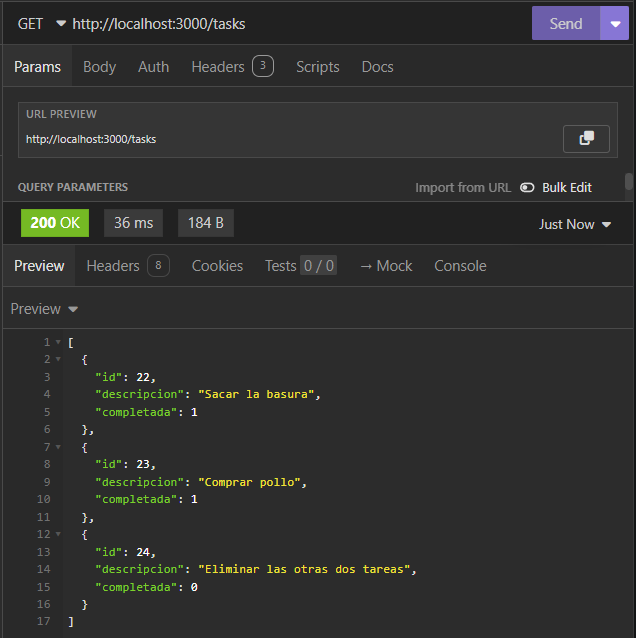 GET http://localhost:3000/tasks Send
Params Body Auth Headers 3 Scripts Docs
URL PREVIEW
http://localhost:3000/tasks
QUERY PARAMETERS Import from URL Bulk Edit
200 OK 36 ms 184 B Just Now
Preview Headers 8 Cookies Tests 0 / 0 → Mock Console
Preview
1 [
2 {
3 "id": 22,
4 "descripcion": "Sacar la basura",
5 "completada": 1
6 },
7 {
8 "id": 23,
9 "descripcion": "Comprar pollo",
10 "completada": 1
11 },
12 {
13 "id": 24,
14 "descripcion": "Eliminar las otras dos tareas",
15 "completada": 0
16 }
17 ]